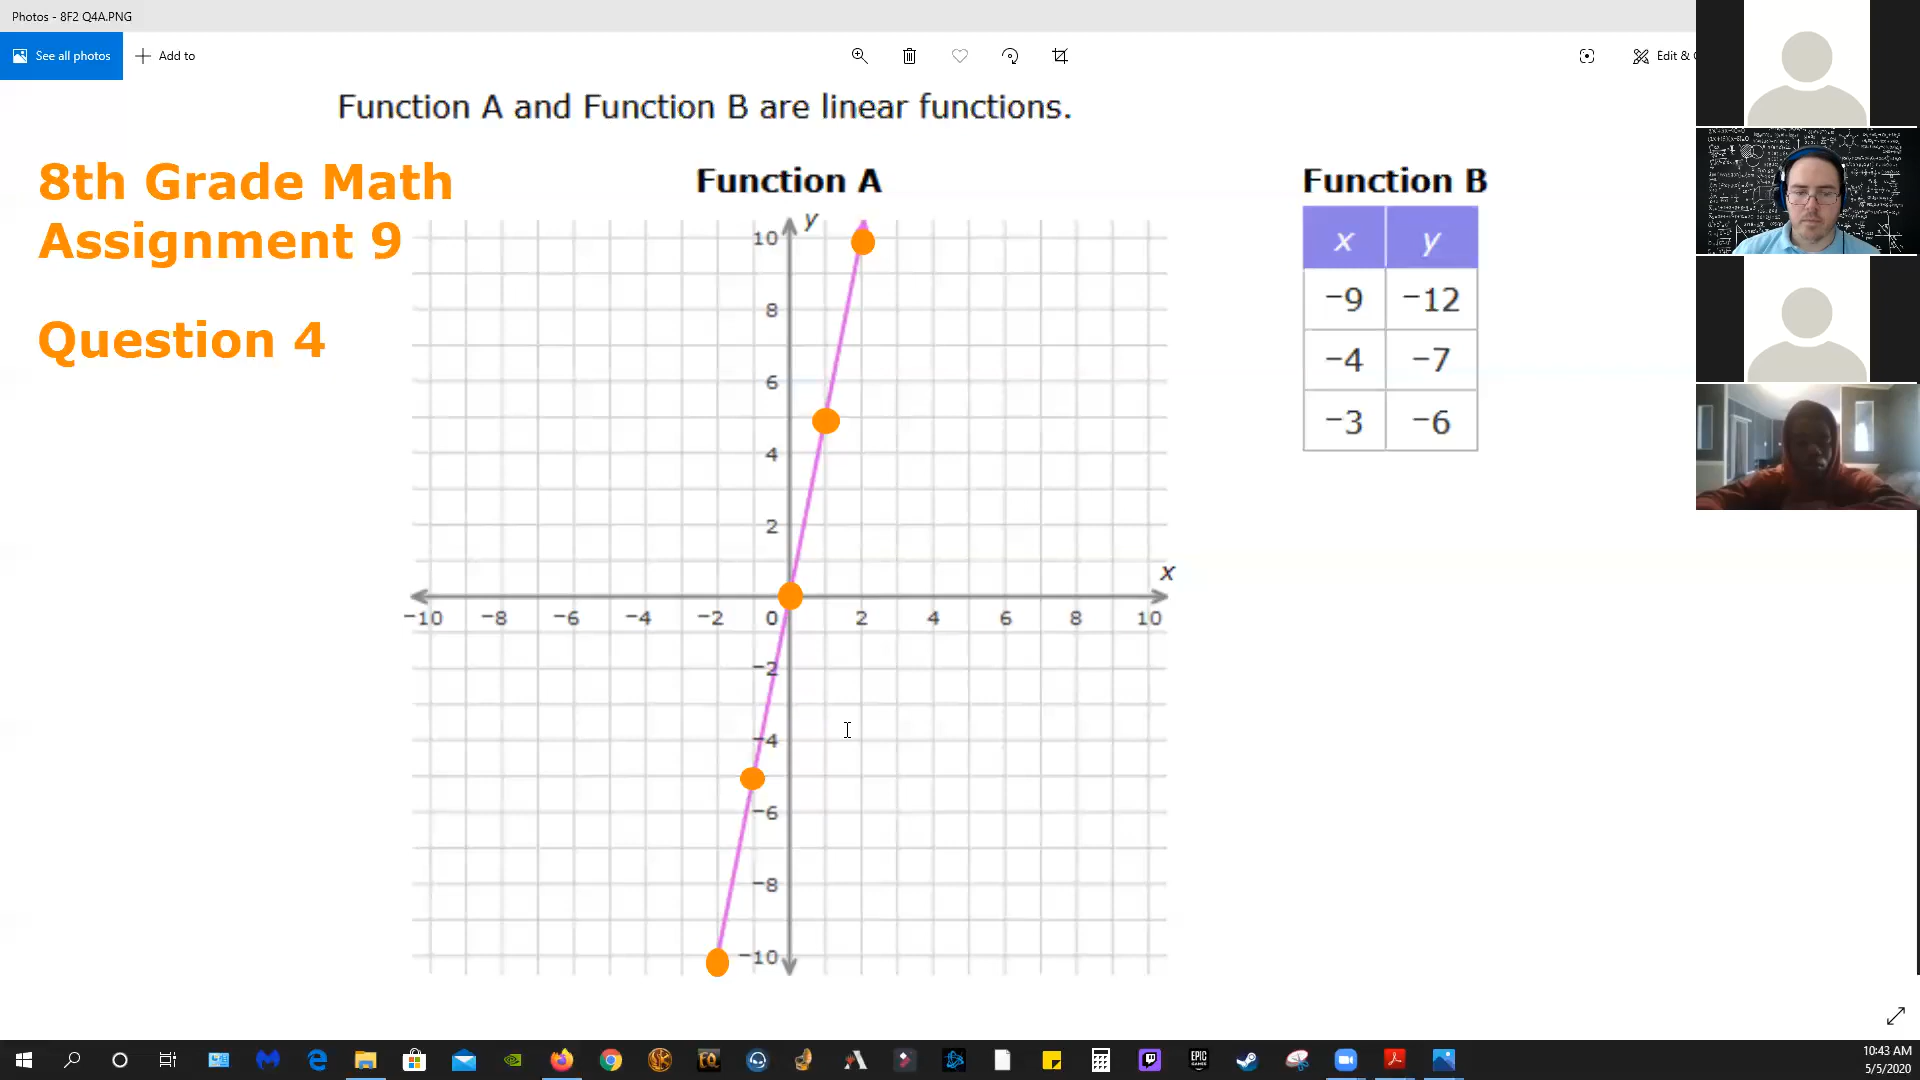 Photos - 8F2 Q4A.PNG
See all photos
Add to
Edit &
Function A and Function B are linear functions.
8th Grade Math
Assignment 9
Question 4
Function A
y
10
8
6
4
2
x
−10 −8 −6 −4 −2 0 2 4 6 8 10
−2
−4
−6
−8
−10
Function B
x y
−9 −12
−4 −7
−3 −6
10:43 AM
5/5/2020